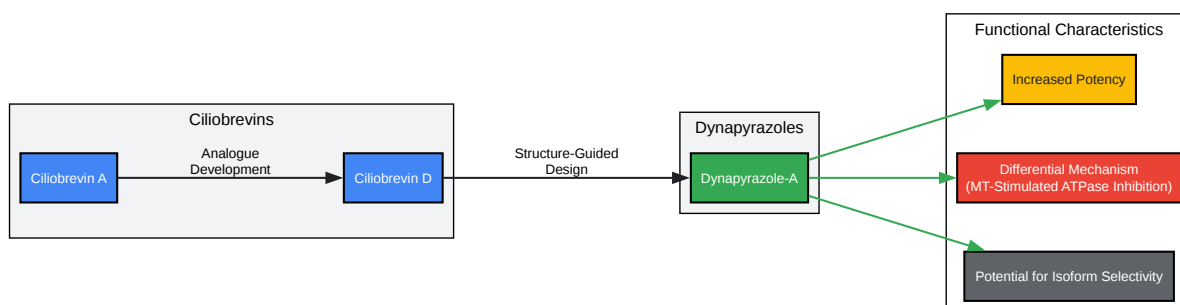 Functional Characteristics
Increased Potency
Ciliobrevins
Analogue
Development
Ciliobrevin A
Ciliobrevin D
Structure-Guided
Design
Dynapyrazoles
Dynapyrazole-A
Differential Mechanism
(MT-Stimulated ATPase Inhibition)
Potential for Isoform Selectivity